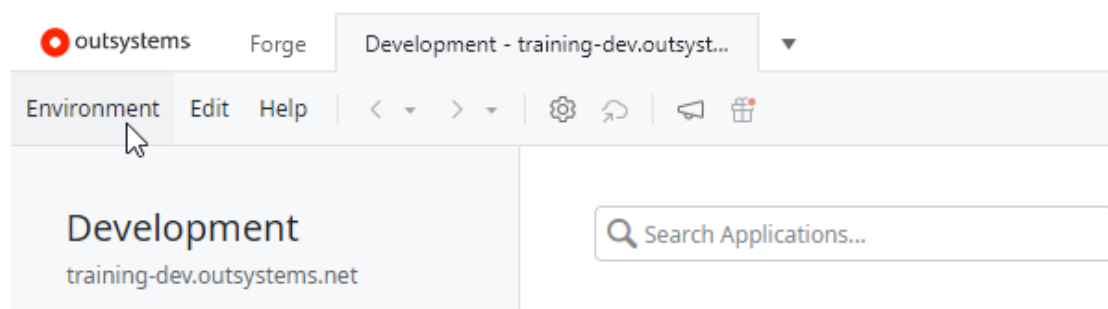 outsystems Forge Development - training-dev.outsyst...
Environment Edit Help
Development
training-dev.outsystems.net
Search Applications...